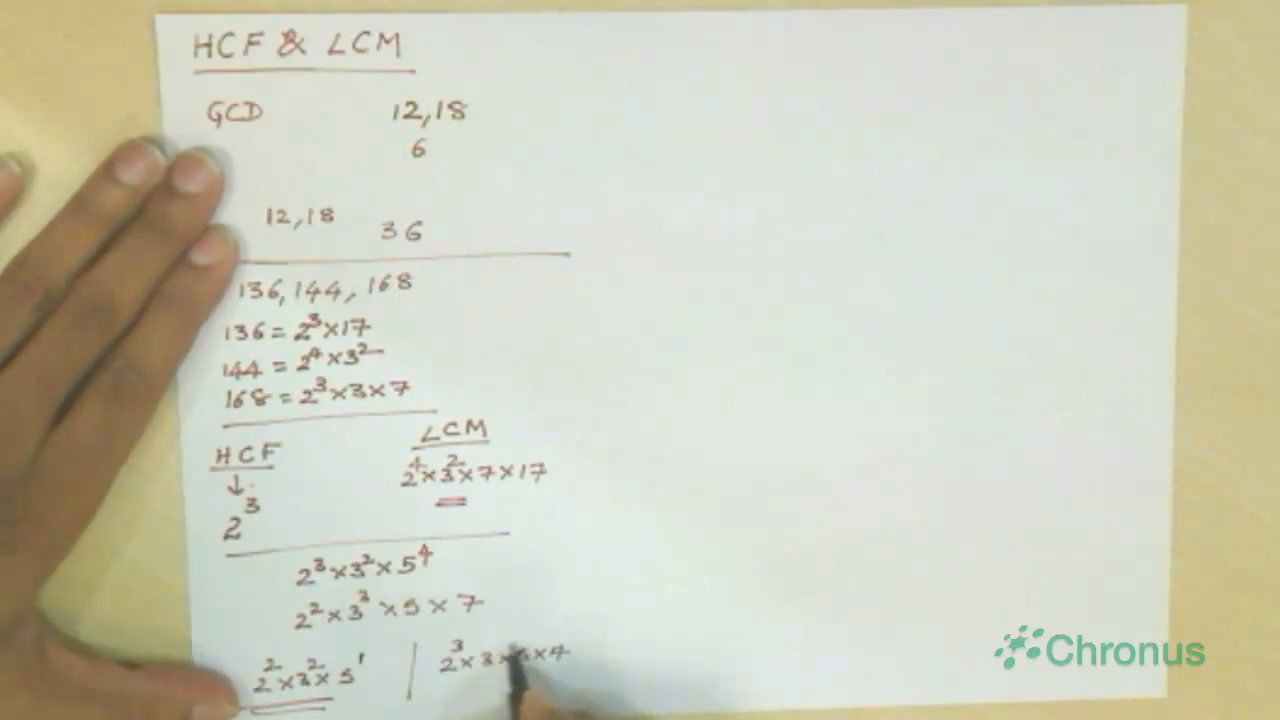 HCF & LCM
GCD 12,18
6
12,18 36
136, 144, 168
136 = 2³×17
144 = 2⁴×3²
168 = 2³×3×7
HCF LCM
↓ 2⁴×3²×7×17
2³
2³×3²×5⁴
2²×3³×5×7
2²×3²×5¹ | 2³×3×
Chronus